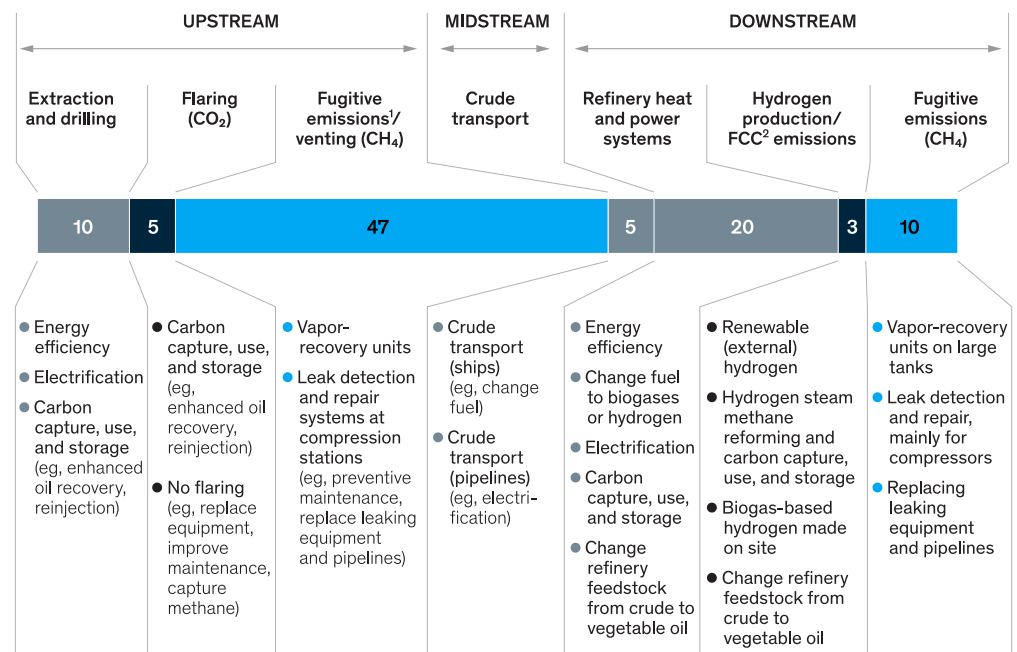 UPSTREAM
MIDSTREAM
DOWNSTREAM
Extraction
and drilling
Flaring
(CO₂)
Fugitive
emissions¹/
venting (CH₄)
Crude
transport
Refinery heat
and power
systems
Hydrogen
production/
FCC² emissions
Fugitive
emissions
(CH₄)
10
5
47
5
20
3
10
Energy
efficiency
Electrification
Carbon
capture, use,
and storage
(eg, enhanced
oil recovery,
reinjection)
Carbon
capture, use,
and storage
(eg,
enhanced oil
recovery,
reinjection)
No flaring
(eg, replace
equipment,
improve
maintenance,
capture
methane)
Vapor-
recovery units
Leak detection
and repair
systems at
compression
stations
(eg, preventive
maintenance,
replace leaking
equipment
and pipelines)
Crude
transport
(ships)
(eg, change
fuel)
Crude
transport
(pipelines)
(eg, electri-
fication)
Energy
efficiency
Change fuel
to biogases
or hydrogen
Electrification
Carbon
capture, use,
and storage
Change
refinery
feedstock
from crude to
vegetable oil
Renewable
(external)
hydrogen
Hydrogen steam
methane
reforming and
carbon capture,
use, and storage
Biogas-based
hydrogen made
on site
Change refinery
feedstock from
crude to
vegetable oil
Vapor-recovery
units on large
tanks
Leak detection
and repair,
mainly for
compressors
Replacing
leaking
equipment
and pipelines